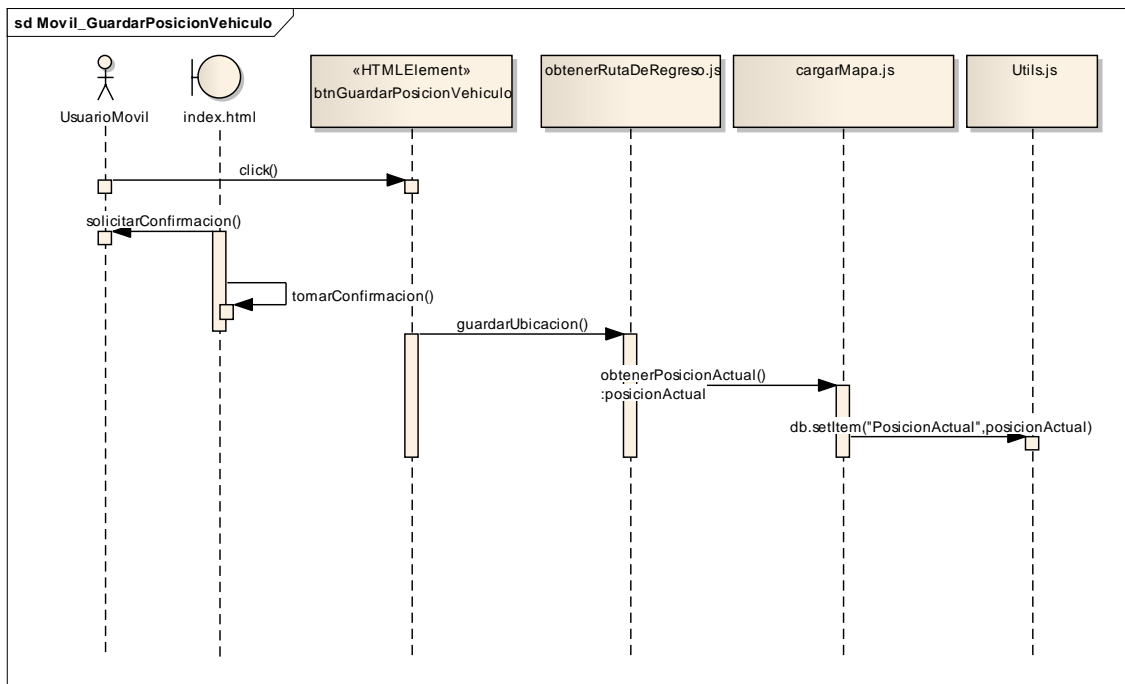 sd Movil_GuardarPosicionVehiculo
UsuarioMovil
index.html
«HTMLElement»
btnGuardarPosicionVehiculo
obtenerRutaDeRegreso.js
cargarMapa.js
Utils.js
click()
solicitarConfirmacion()
tomarConfirmacion()
guardarUbicacion()
obtenerPosicionActual()
:posicionActual
db.setItem("PosicionActual",posicionActual)